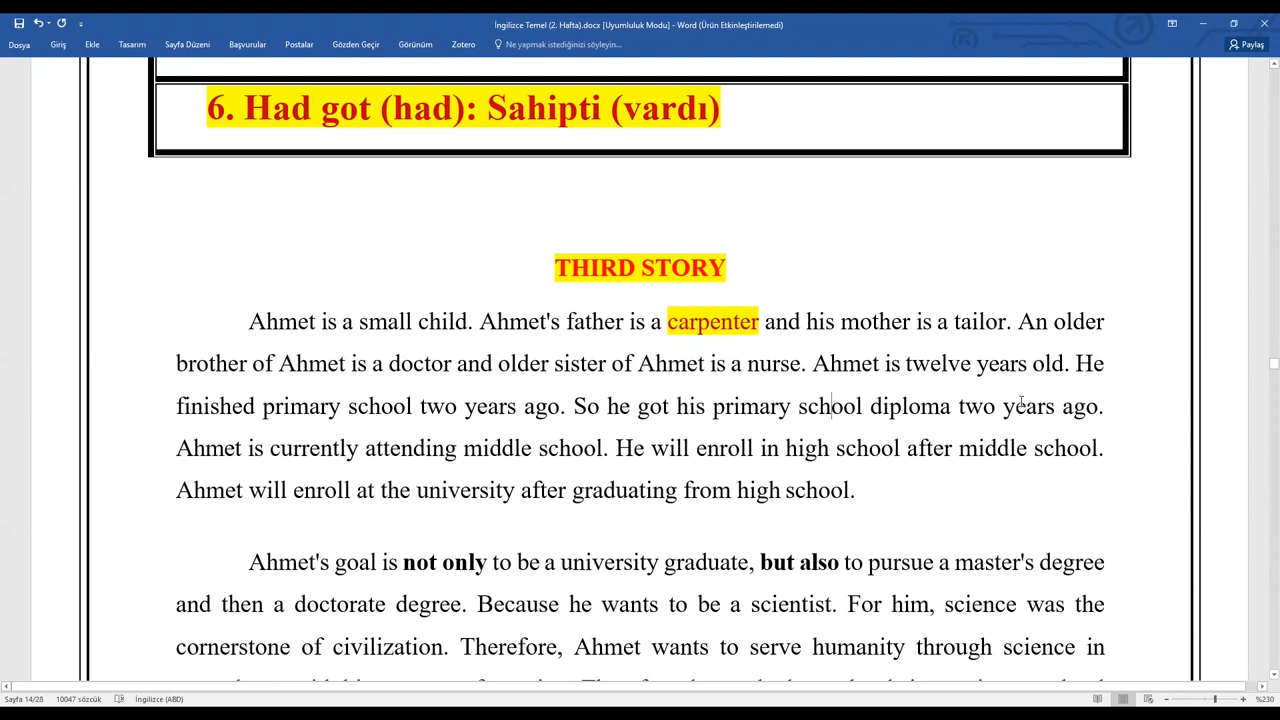 İngilizce Temel (2. Hafta).docx [Uyumluluk Modu] - Word (Ürün Etkinleştirilemedi)
Dosya Giriş Ekle Tasarım Sayfa Düzeni Başvurular Postalar Gözden Geçir Görünüm Zotero Ne yapmak istediğinizi söyleyin... Paylaş
6. Had got (had): Sahipti (vardı)
THIRD STORY
Ahmet is a small child. Ahmet's father is a carpenter and his mother is a tailor. An older
brother of Ahmet is a doctor and older sister of Ahmet is a nurse. Ahmet is twelve years old. He
finished primary school two years ago. So he got his primary school diploma two years ago.
Ahmet is currently attending middle school. He will enroll in high school after middle school.
Ahmet will enroll at the university after graduating from high school.
Ahmet's goal is not only to be a university graduate, but also to pursue a master's degree
and then a doctorate degree. Because he wants to be a scientist. For him, science was the
cornerstone of civilization. Therefore, Ahmet wants to serve humanity through science in
Sayfa 14/28 10047 sözcük İngilizce (ABD) %230